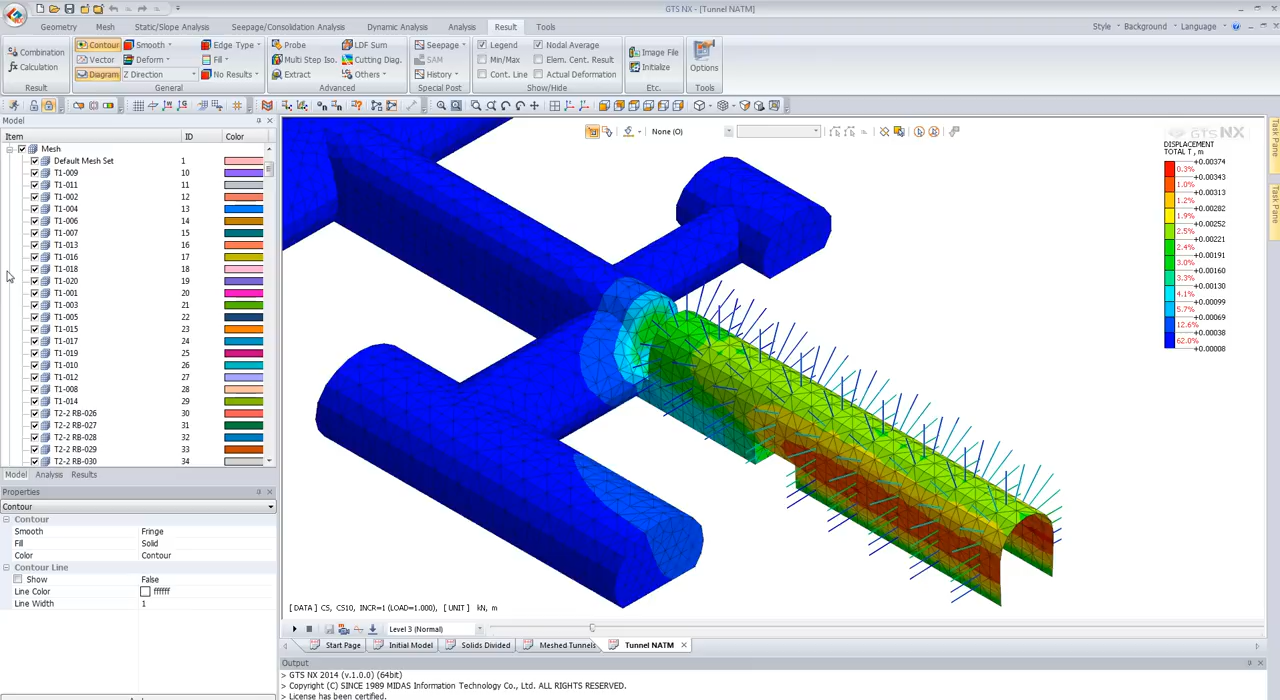 GTS NX - [Tunnel NATM]
Geometry Mesh Static/Slope Analysis Seepage/Consolidation Analysis Dynamic Analysis Analysis Result Tools
Style Background Language
Combination Contour Smooth Edge Type Probe LDF Sum Seepage Legend Nodal Average Image File
Calculation Vector Deform Fill Multi Step Iso. Cutting Diag. SAM Min/Max Elem. Cent. Result Initialize Options
Diagram Z Direction No Results Extract Others History Cont. Line Actual Deformation
Result General Advanced Special Post Show/Hide Etc. Tools
Model
Item ID Color
Mesh
Default Mesh Set 1
T1-009 10
T1-011 11
T1-002 12
T1-004 13
T1-006 14
T1-007 15
T1-013 16
T1-016 17
T1-018 18
T1-020 19
T1-001 20
T1-003 21
T1-005 22
T1-015 23
T1-017 24
T1-019 25
T1-010 26
T1-012 27
T1-008 28
T1-014 29
T2-2 RB-026 30
T2-2 RB-027 31
T2-2 RB-028 32
T2-2 RB-029 33
T2-2 RB-030 34
Model Analysis Results
Properties
Contour
Contour
Smooth Fringe
Fill Solid
Color Contour
Contour Line
Show False
Line Color ffffff
Line Width 1
None (O)
GTS NX
DISPLACEMENT
TOTAL T , m
+0.00374
0.3%
+0.00343
1.0%
+0.00313
1.2%
+0.00282
1.9%
+0.00252
2.5%
+0.00221
2.4%
+0.00191
3.0%
+0.00160
3.3%
+0.00130
4.1%
+0.00099
5.7%
+0.00069
12.6%
+0.00038
62.0%
+0.00008
Task Pane
Task Pane
[DATA] CS, CS10, INCR=1 (LOAD=1.000), [UNIT] kN, m
Level 3 (Normal)
Start Page Initial Model Solids Divided Meshed Tunnels Tunnel NATM
Output
> GTS NX 2014 (v.1.0.0) (64bit)
> Copyright (C) SINCE 1989 MIDAS Information Technology Co., Ltd. ALL RIGHTS RESERVED.
> License has been certified.